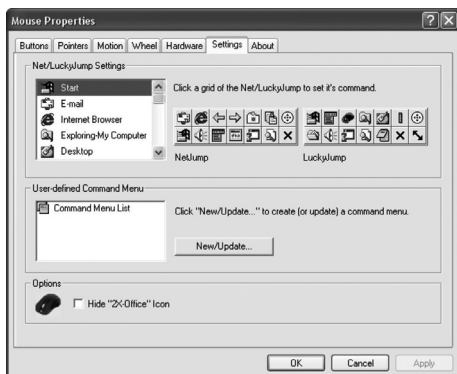 Mouse Properties
Buttons Pointers Motion Wheel Hardware Settings About
Net/LuckyJump Settings
Start
E-mail
Internet Browser
Exploring-My Computer
Desktop
Click a grid of the Net/LuckyJump to set it's command.
NetJump LuckyJump
User-defined Command Menu
Command Menu List
Click "New/Update..." to create (or update) a command menu.
New/Update...
Options
Hide "2X-Office" Icon
OK Cancel Apply